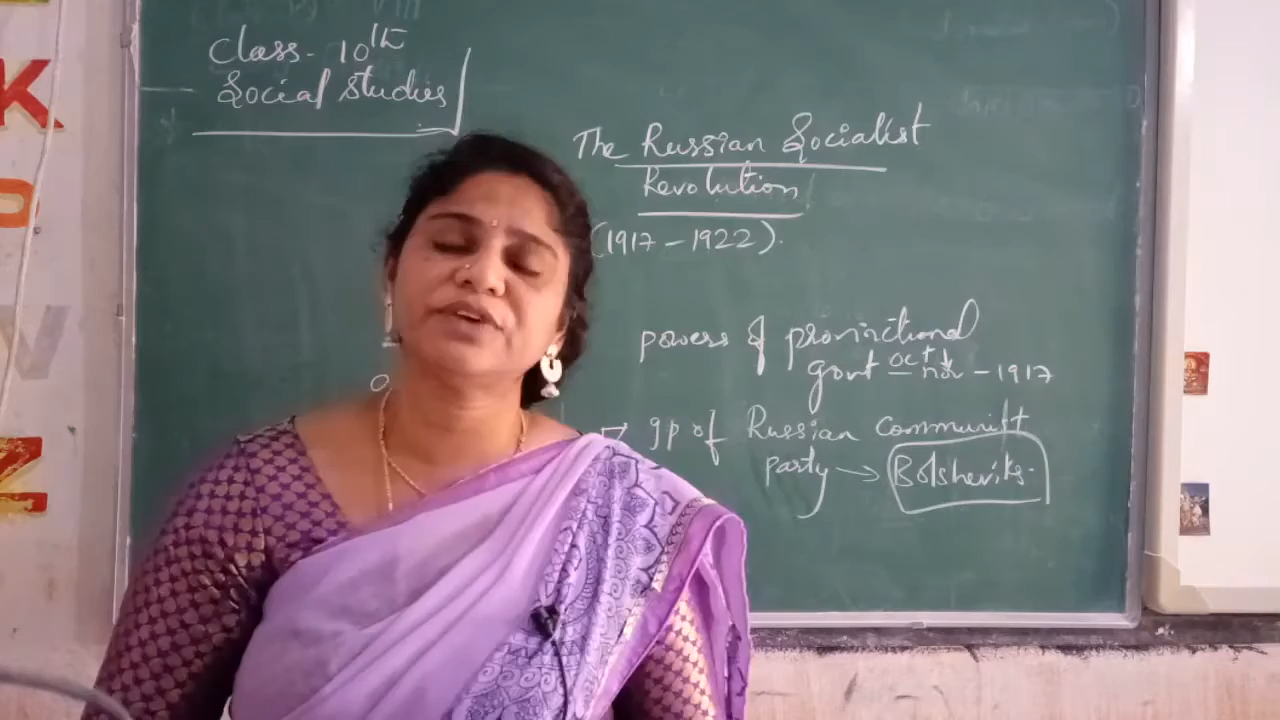 Class - 10th
Social Studies
The Russian Socialist
Revolution
(1917 - 1922).
powers of provinctional
govt oct nov - 1917
gp of Russian Communist
party → Bolsheviks.
K
O
V
Z